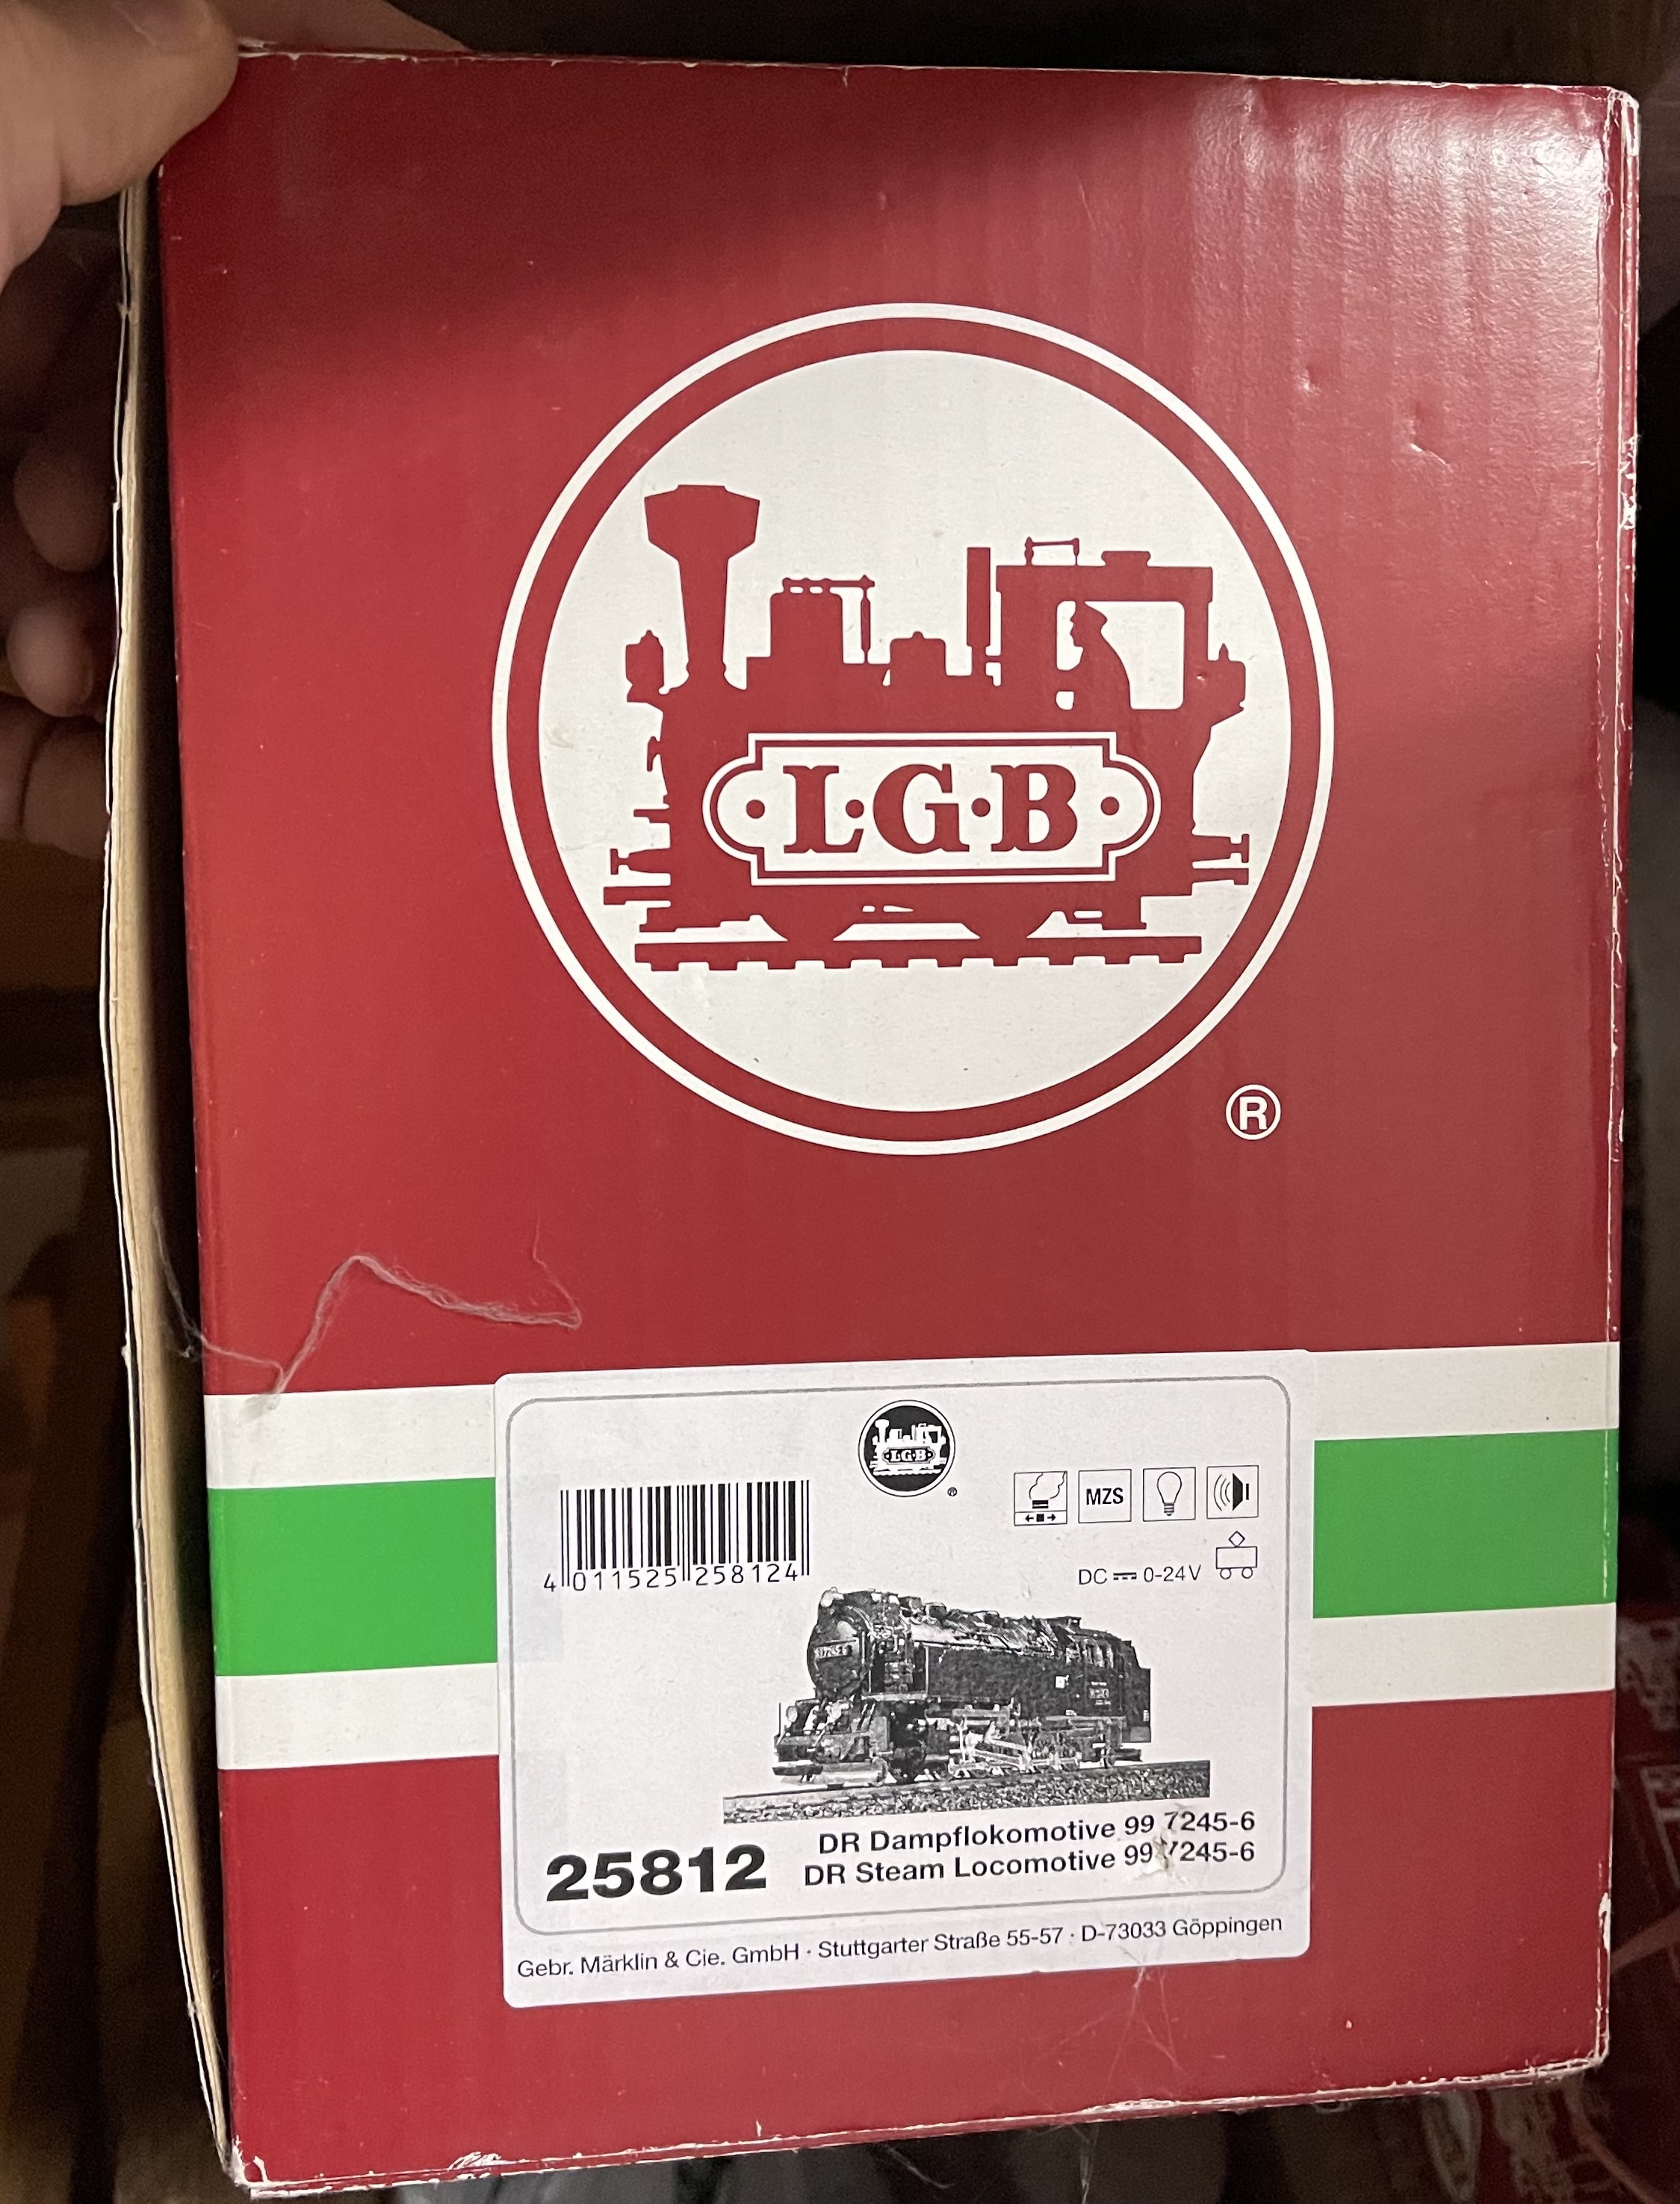 L·G·B
®
L·G·B
®
MZS
4 011525 258124
DC 0-24V
25812
DR Dampflokomotive 99 7245-6
DR Steam Locomotive 99 7245-6
Gebr. Märklin & Cie. GmbH · Stuttgarter Straße 55-57 · D-73033 Göppingen